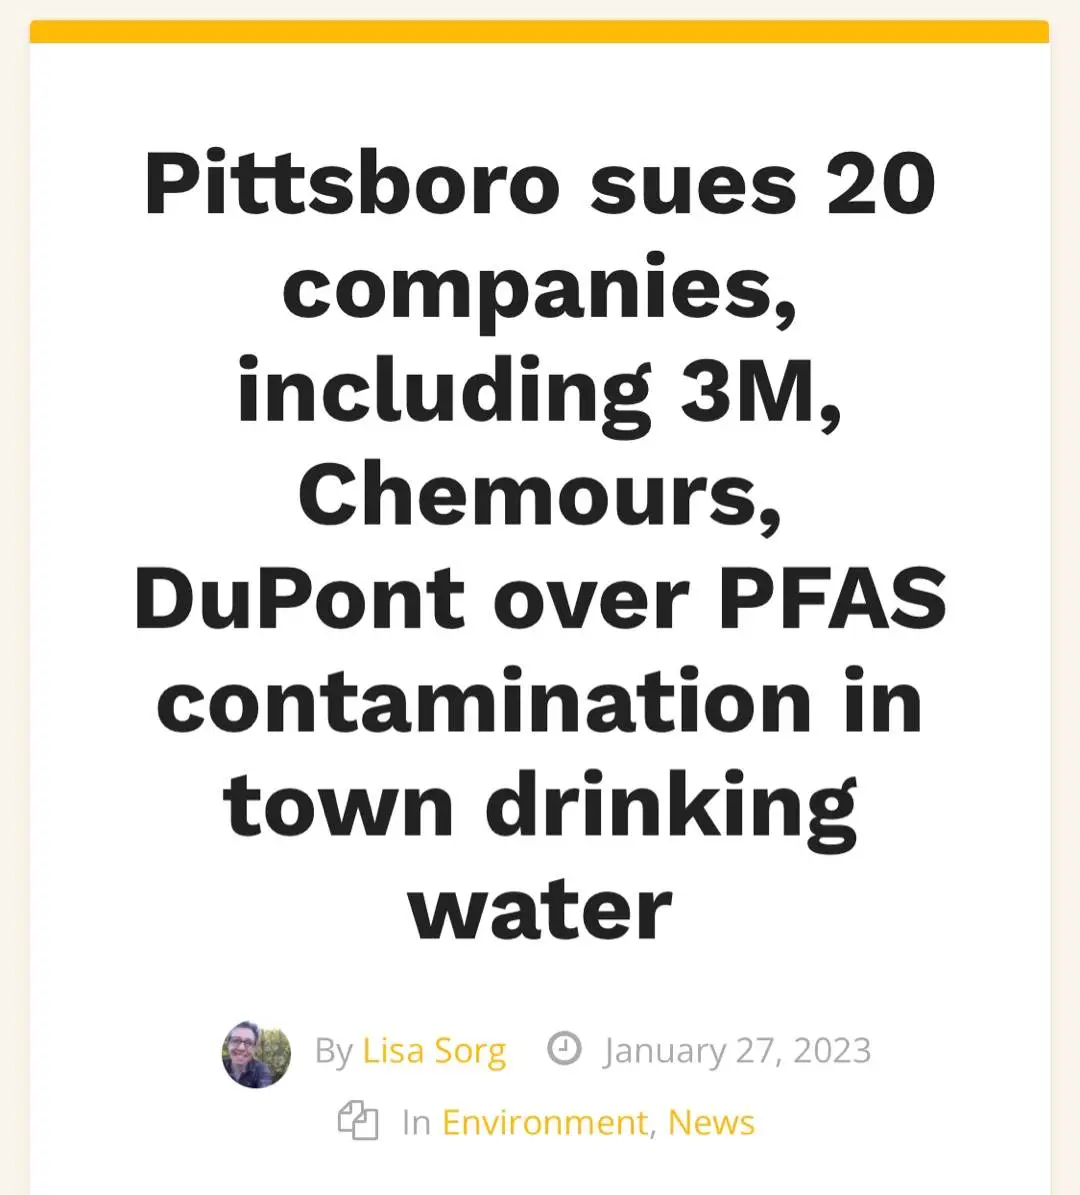 Pittsboro sues 20
companies,
including 3M,
Chemours,
DuPont over PFAS
contamination in
town drinking
water
By Lisa Sorg January 27, 2023
In Environment, News